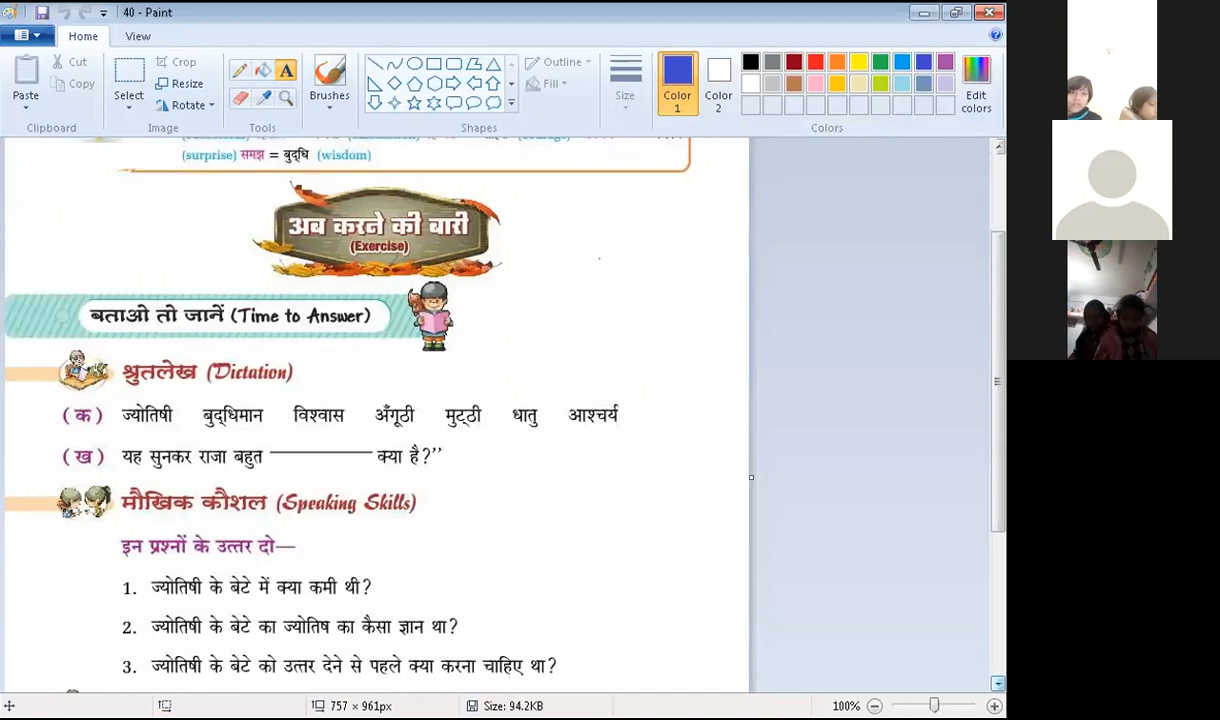 40 - Paint
Home View
Paste Cut Copy
Select Crop Resize Rotate
Brushes
Size
Outline Fill
Color 1 Color 2 Edit colors
Clipboard Image Tools Shapes Colors
(surprise) समझ = बुद्धि (wisdom)
अब करने की बारी
(Exercise)
बताओ तो जानें (Time to Answer)
श्रुतलेख (Dictation)
(क) ज्योतिषी बुद्धिमान विश्वास अँगूठी मुट्ठी धातु आश्चर्य
(ख) यह सुनकर राजा बहुत ———— क्या है?’’
मौखिक कौशल (Speaking Skills)
इन प्रश्नों के उत्तर दो—
1. ज्योतिषी के बेटे में क्या कमी थी?
2. ज्योतिषी के बेटे का ज्योतिष का कैसा ज्ञान था?
3. ज्योतिषी के बेटे को उत्तर देने से पहले क्या करना चाहिए था?
757 × 961px Size: 94.2KB 100%